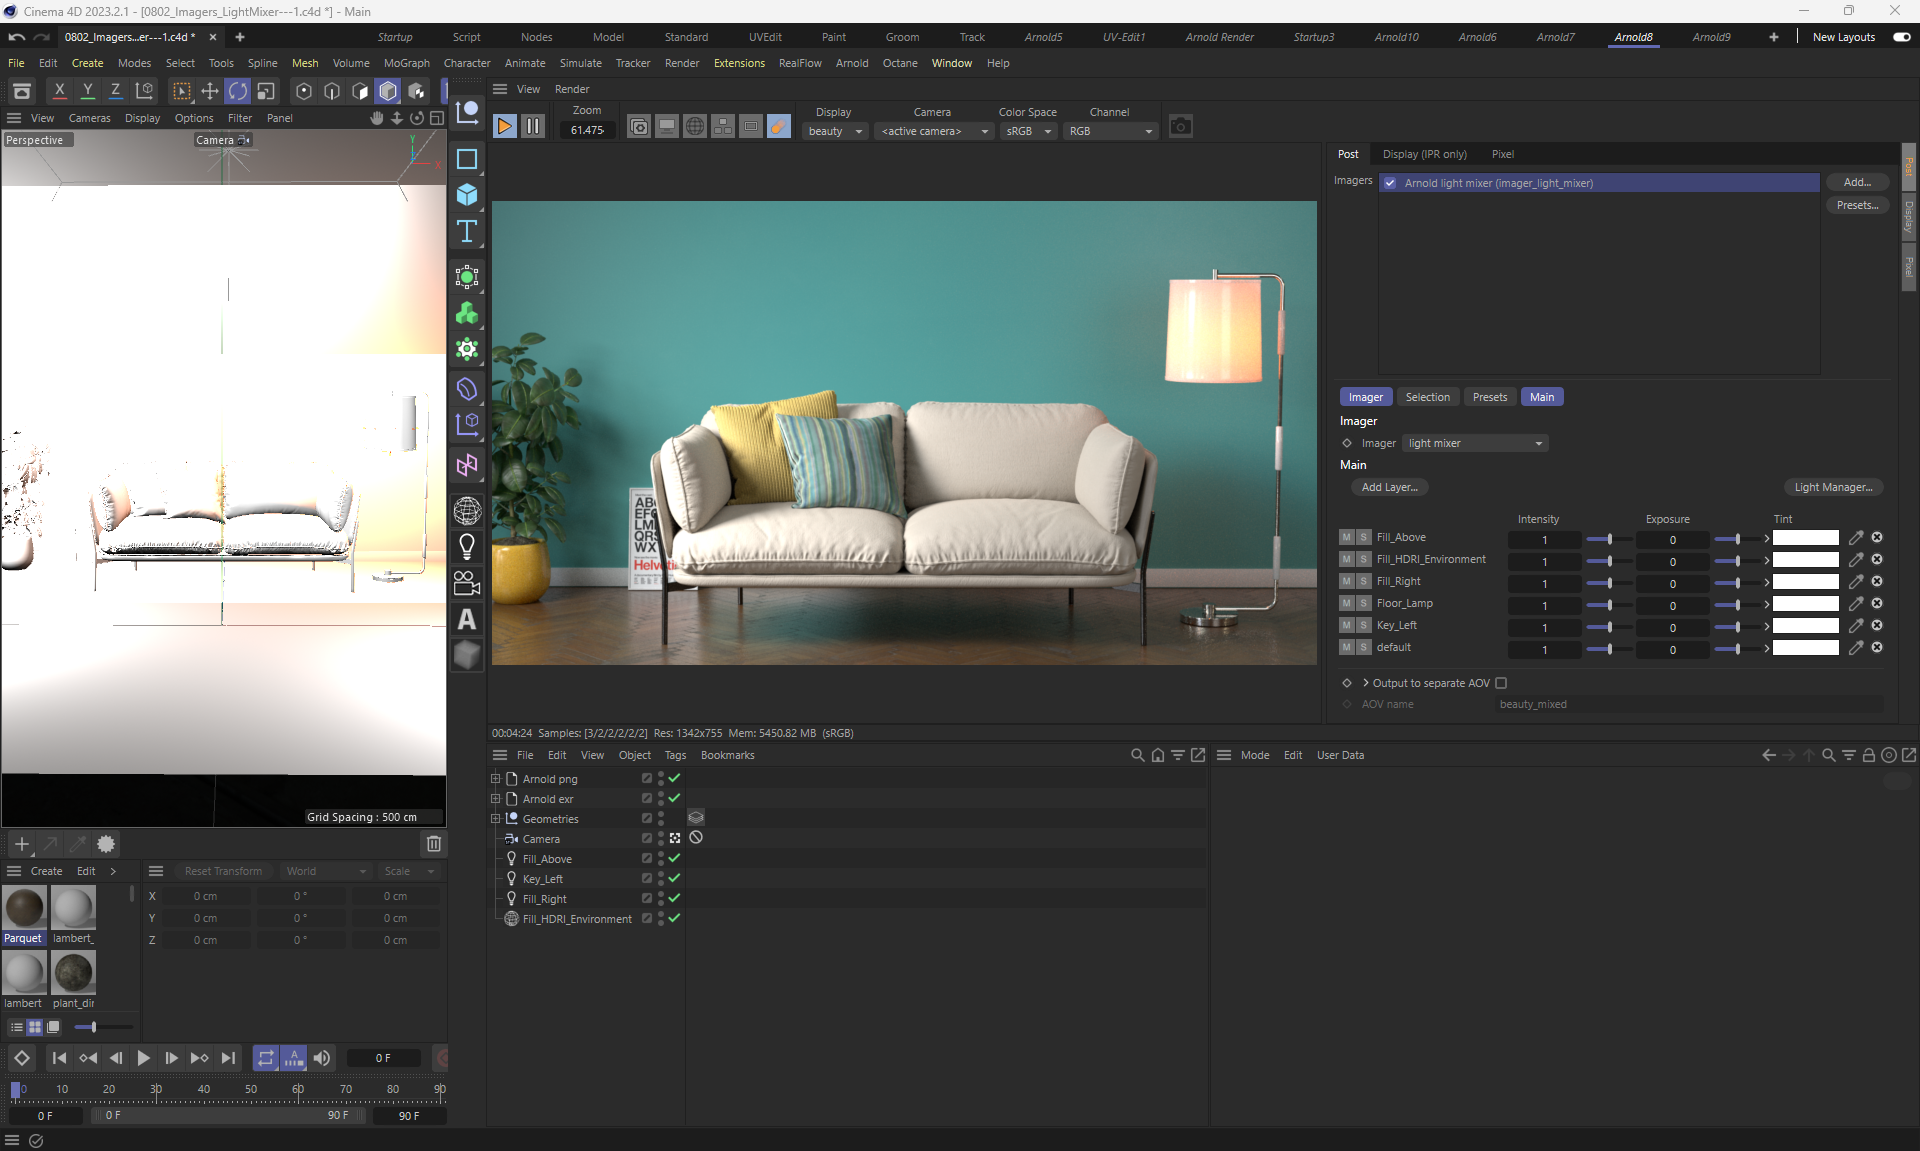 Cinema 4D 2023.2.1 - [0802_Imagers_LightMixer---1.c4d *] - Main
0802_Imagers...er---1.c4d *
Startup Script Nodes Model Standard UVEdit Paint Groom Track Arnold5 UV-Edit1 Arnold Render Startup3 Arnold10 Arnold6 Arnold7 Arnold8 Arnold9 New Layouts
File Edit Create Modes Select Tools Spline Mesh Volume MoGraph Character Animate Simulate Tracker Render Extensions RealFlow Arnold Octane Window Help
X Y Z
View Render
View Cameras Display Options Filter Panel
Zoom
61.475
Display Camera Color Space Channel
beauty <active camera> sRGB RGB
Perspective
Camera
Y
X
Grid Spacing : 500 cm
Post Display (IPR only) Pixel
Imagers
Arnold light mixer (imager_light_mixer)
Add...
Presets...
Post
Display
Pixel
Imager Selection Presets Main
Imager
Imager light mixer
Main
Add Layer... Light Manager...
Intensity Exposure Tint
M S Fill_Above 1 0
M S Fill_HDRI_Environment 1 0
M S Fill_Right 1 0
M S Floor_Lamp 1 0
M S Key_Left 1 0
M S default 1 0
Output to separate AOV
AOV name beauty_mixed
00:04:24 Samples: [3/2/2/2/2/2] Res: 1342x755 Mem: 5450.82 MB (sRGB)
File Edit View Object Tags Bookmarks
Arnold png
Arnold exr
Geometries
Camera
Fill_Above
Key_Left
Fill_Right
Fill_HDRI_Environment
Mode Edit User Data
Create Edit
Reset Transform World Scale
X 0 cm 0 ° 0 cm
Y 0 cm 0 ° 0 cm
Z 0 cm 0 ° 0 cm
Parquet lambert_
lambert plant_dir
0 F
0 10 20 30 40 50 60 70 80 90
0 F 0 F 90 F 90 F